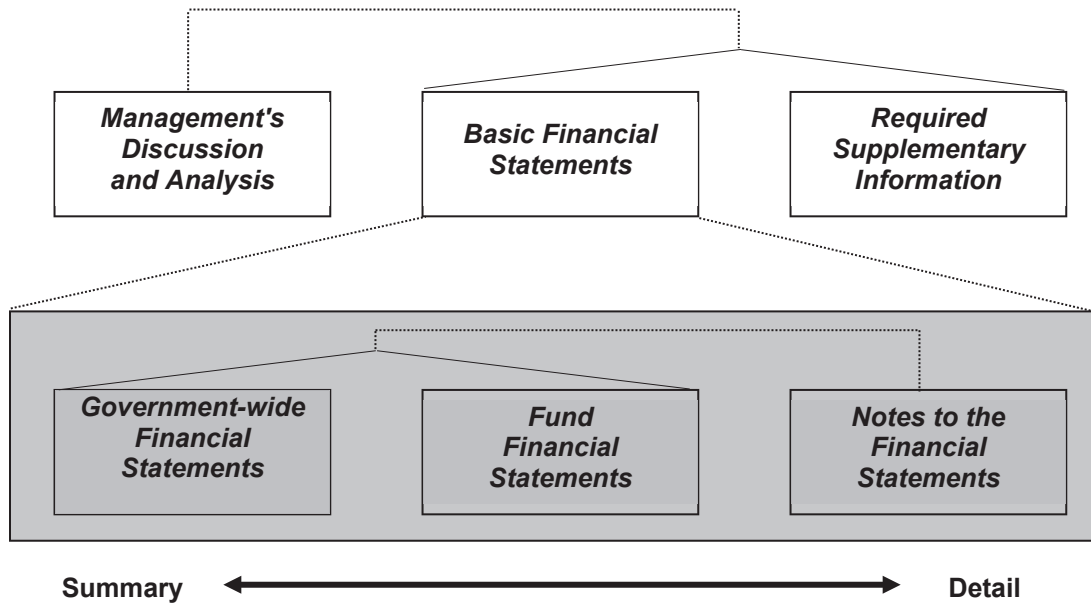 Management's
Discussion
and Analysis
Basic Financial
Statements
Required
Supplementary
Information
Government-wide
Financial
Statements
Fund
Financial
Statements
Notes to the
Financial
Statements
Summary
Detail